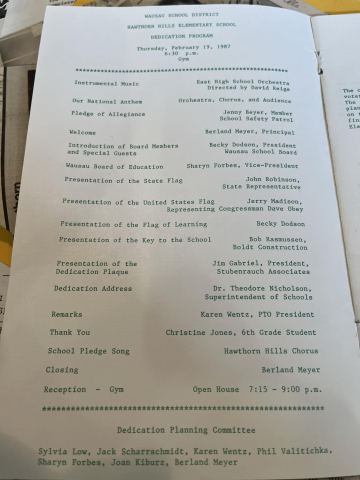 WAUSAU SCHOOL DISTRICT
HAWTHORN HILLS ELEMENTARY SCHOOL
DEDICATION PROGRAM
Thursday, February 19, 1987
6:30 p.m.
Gym
Instrumental Music East High School Orchestra
Directed by David Heiga
Our National Anthem Orchestra, Chorus, and Audience
Pledge of Allegiance Jenny Beyer, Member
School Safety Patrol
Welcome Berland Meyer, Principal
Introduction of Board Members Becky Dodson, President
and Special Guests Wausau School Board
Wausau Board of Education Sharyn Forbes, Vice-President
Presentation of the State Flag John Robinson,
State Representative
Presentation of the United States Flag Jerry Madison,
Representing Congressman Dave Obey
Presentation of the Flag of Learning Becky Dodson
Presentation of the Key to the School Bob Rasmussen,
Boldt Construction
Presentation of the Jim Gabriel, President,
Dedication Plaque Stubenrauch Associates
Dedication Address Dr. Theodore Nicholson,
Superintendent of Schools
Remarks Karen Wentz, PTO President
Thank You Christine Jones, 6th Grade Student
School Pledge Song Hawthorn Hills Chorus
Closing Berland Meyer
Reception - Gym Open House 7:15 - 9:00 p.m.
Dedication Planning Committee
Sylvia Low, Jack Scharrschmidt, Karen Wentz, Phil Valitichka,
Sharyn Forbes, Joan Kiburz, Berland Meyer